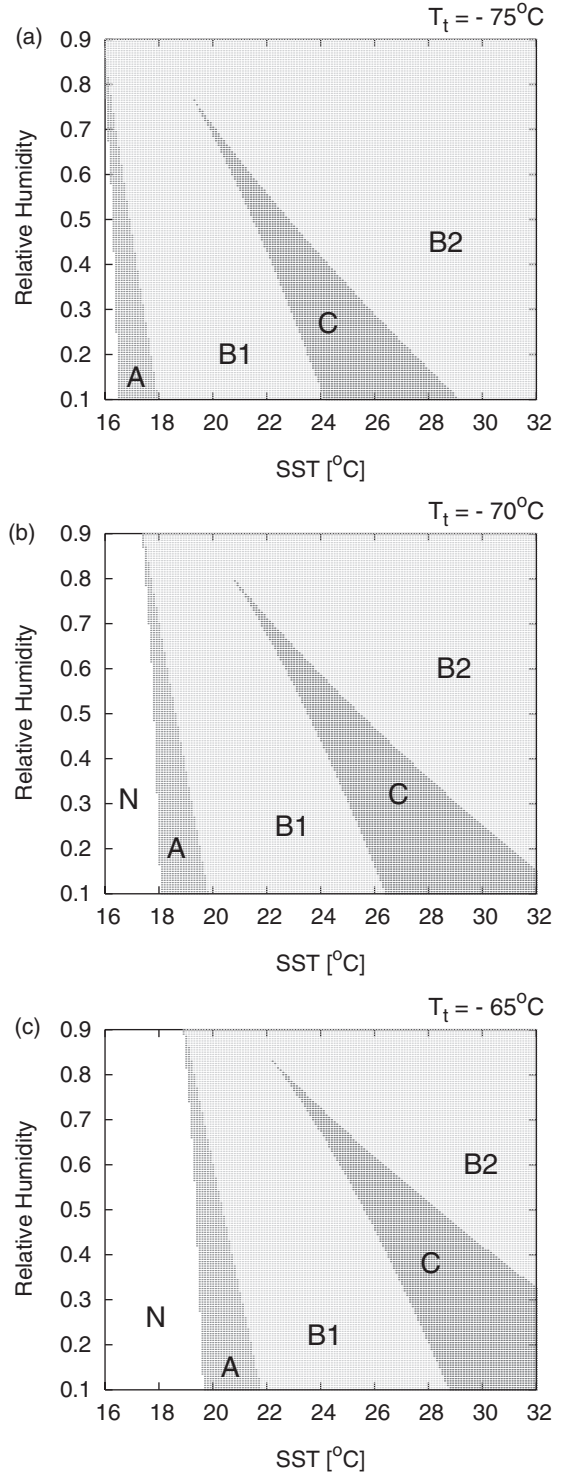 (a)
T_t = - 75°C
0.9
0.8
0.7
0.6
0.5
0.4
0.3
0.2
0.1
Relative Humidity
A
B1
C
B2
16 18 20 22 24 26 28 30 32
SST [°C]
(b)
T_t = - 70°C
0.9
0.8
0.7
0.6
0.5
0.4
0.3
0.2
0.1
Relative Humidity
N
A
B1
C
B2
16 18 20 22 24 26 28 30 32
SST [°C]
(c)
T_t = - 65°C
0.9
0.8
0.7
0.6
0.5
0.4
0.3
0.2
0.1
Relative Humidity
N
A
B1
C
B2
16 18 20 22 24 26 28 30 32
SST [°C]